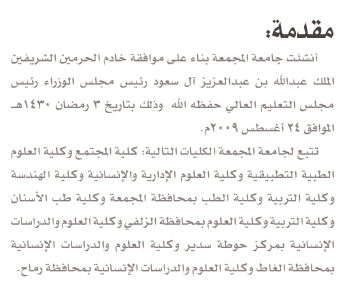 مقدمة:
أنشئت جامعة المجمعة بناء على موافقة خادم الحرمين الشريفين
الملك عبدالله بن عبدالعزيز آل سعود رئيس مجلس الوزراء رئيس
مجلس التعليم العالي حفظه الله وذلك بتاريخ ٣ رمضان ١٤٣٠هـ
الموافق ٢٤ أغسطس ٢٠٠٩م.
تتبع لجامعة المجمعة الكليات التالية: كلية المجتمع وكلية العلوم
الطبية التطبيقية وكلية العلوم الإدارية والإنسانية وكلية الهندسة
وكلية التربية وكلية الطب بمحافظة المجمعة وكلية طب الأسنان
وكلية التربية وكلية العلوم بمحافظة الزلفي وكلية العلوم والدراسات
الإنسانية بمركز حوطة سدير وكلية العلوم والدراسات الإنسانية
بمحافظة الغاط وكلية العلوم والدراسات الإنسانية بمحافظة رماح.